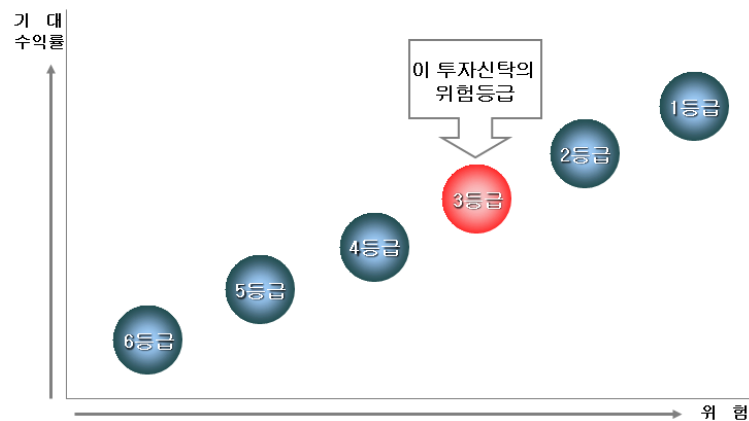 기 대
수익률
이 투자신탁의
위험등급
1등급
2등급
3등급
4등급
5등급
6등급
위 험